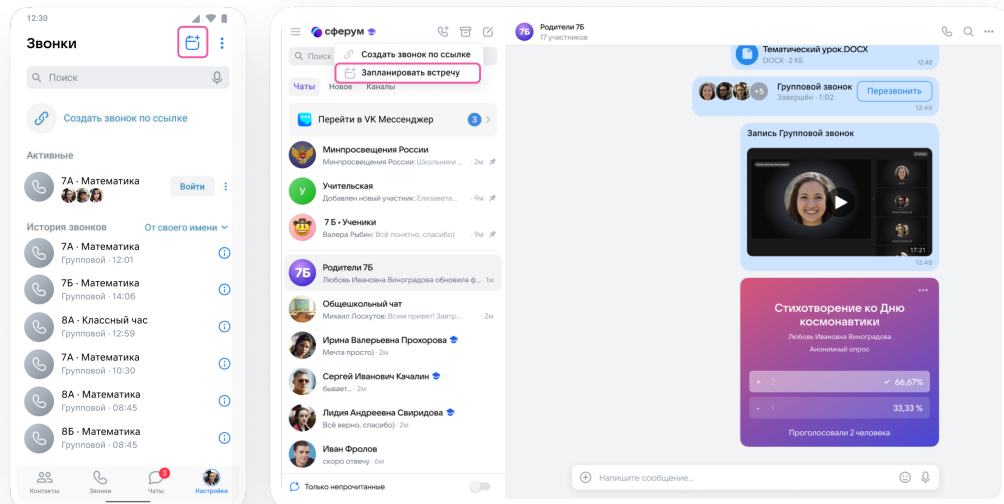 12:30
Звонки
Поиск
Создать звонок по ссылке
Активные
7А · Математика
Войти
История звонков
От своего имени
7А · Математика
Групповой · 12:01
7Б · Математика
Групповой · 14:06
8А · Классный час
Групповой · 12:59
7А · Математика
Групповой · 10:30
8А · Математика
Групповой · 08:45
8Б · Математика
Групповой · 08:45
3
Контакты
Звонки
Чаты
Настройки
сферум
Поиск
Создать звонок по ссылке
Запланировать встречу
Чаты
Новое
Каналы
Перейти в VK Мессенджер
3
Минпросвещения России
Минпросвещения России: Школьники ... · 2м
У
Учительская
Добавлен новый участник: Елизавета... · 9м
7 Б • Ученики
Валера Рыбин: Всё понятно, спасибо) · 9м
7Б
Родители 7Б
Любовь Ивановна Виноградова обновила ф... · 1м
Общешкольный чат
Михаил Лоскутов: Всем привет! Завтр... · 2м
Ирина Валерьевна Прохорова
Мечта просто) · 2м
Сергей Иванович Качалин
бывает... · 2м
Лидия Андреевна Свиридова
Всё верно, спасибо) · 2м
Иван Фролов
скоро отвечу · 6м
Только непрочитанные
7Б
Родители 7Б
17 участников
Тематический урок.DOCX
DOCX · 2 КБ
12:48
+5
Групповой звонок
Завершён · 1:02
Перезвонить
12:49
Запись Групповой звонок
17:21
12:49
Стихотворение ко Дню
космонавтики
Любовь Ивановна Виноградова
Анонимный опрос
+ · 2
66,67%
- · 1
33,33 %
Проголосовали 2 человека
Напишите сообщение...